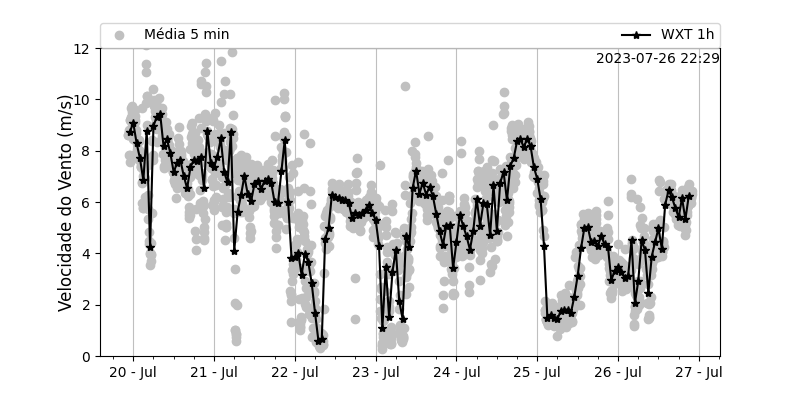 Média 5 min
WXT 1h
2023-07-26 22:29
Velocidade do Vento (m/s)
12
10
8
6
4
2
0
20 - Jul
21 - Jul
22 - Jul
23 - Jul
24 - Jul
25 - Jul
26 - Jul
27 - Jul